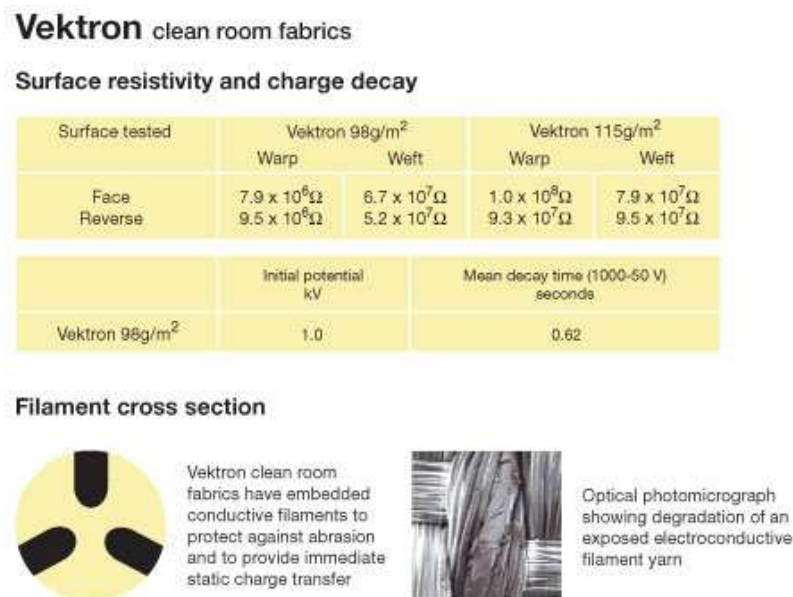 Vektron clean room fabrics
Surface resistivity and charge decay
Surface tested Vektron 98g/m² Vektron 115g/m²
Warp Weft Warp Weft
Face 7.9 x 10⁶Ω 6.7 x 10⁷Ω 1.0 x 10⁸Ω 7.9 x 10⁷Ω
Reverse 9.5 x 10⁶Ω 5.2 x 10⁷Ω 9.3 x 10⁷Ω 9.5 x 10⁷Ω
Initial potential Mean decay time (1000-50 V)
kV seconds
Vektron 98g/m² 1.0 0.62
Filament cross section
Vektron clean room
fabrics have embedded
conductive filaments to
protect against abrasion
and to provide immediate
static charge transfer
Optical photomicrograph
showing degradation of an
exposed electroconductive
filament yarn